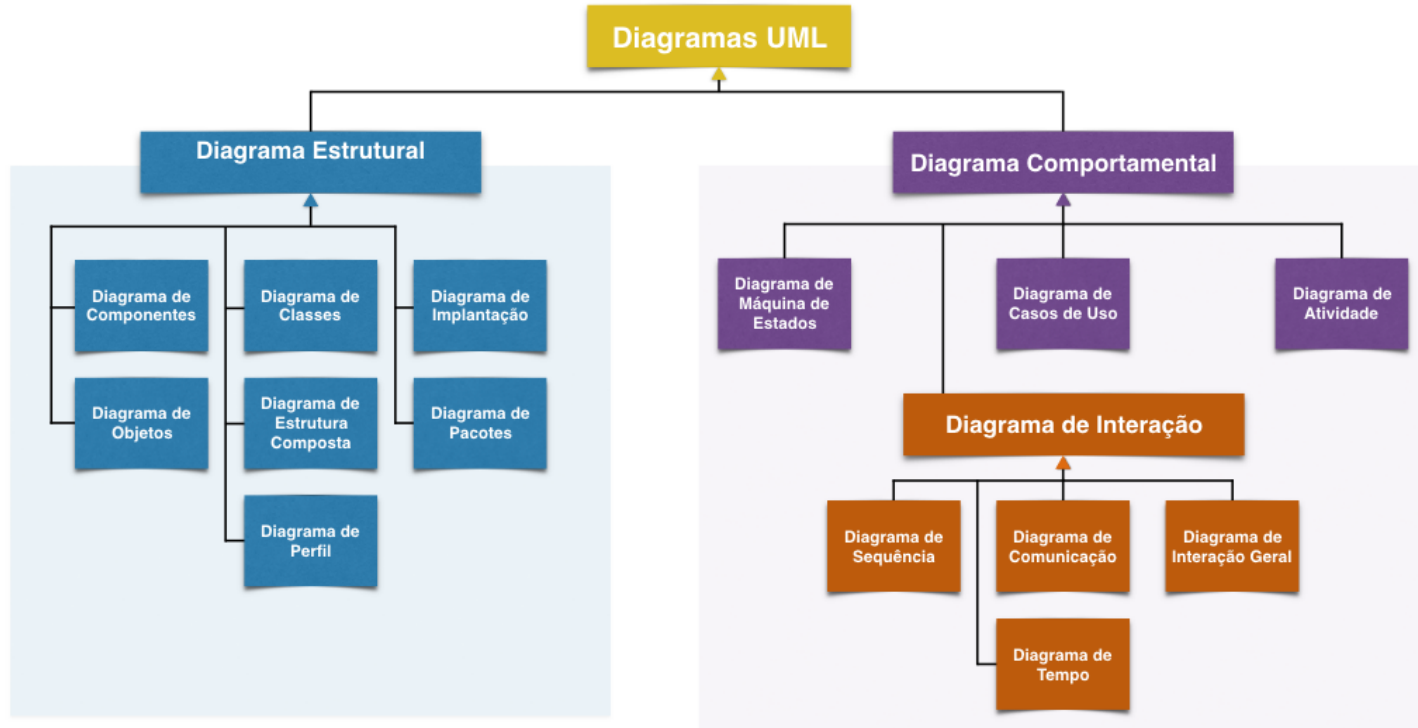 Diagramas UML
Diagrama Estrutural
Diagrama Comportamental
Diagrama de
Componentes
Diagrama de
Classes
Diagrama de
Implantação
Diagrama de
Objetos
Diagrama de
Estrutura
Composta
Diagrama de
Pacotes
Diagrama de
Perfil
Diagrama de
Máquina de
Estados
Diagrama de
Casos de Uso
Diagrama de
Atividade
Diagrama de Interação
Diagrama de
Sequência
Diagrama de
Comunicação
Diagrama de
Interação Geral
Diagrama de
Tempo